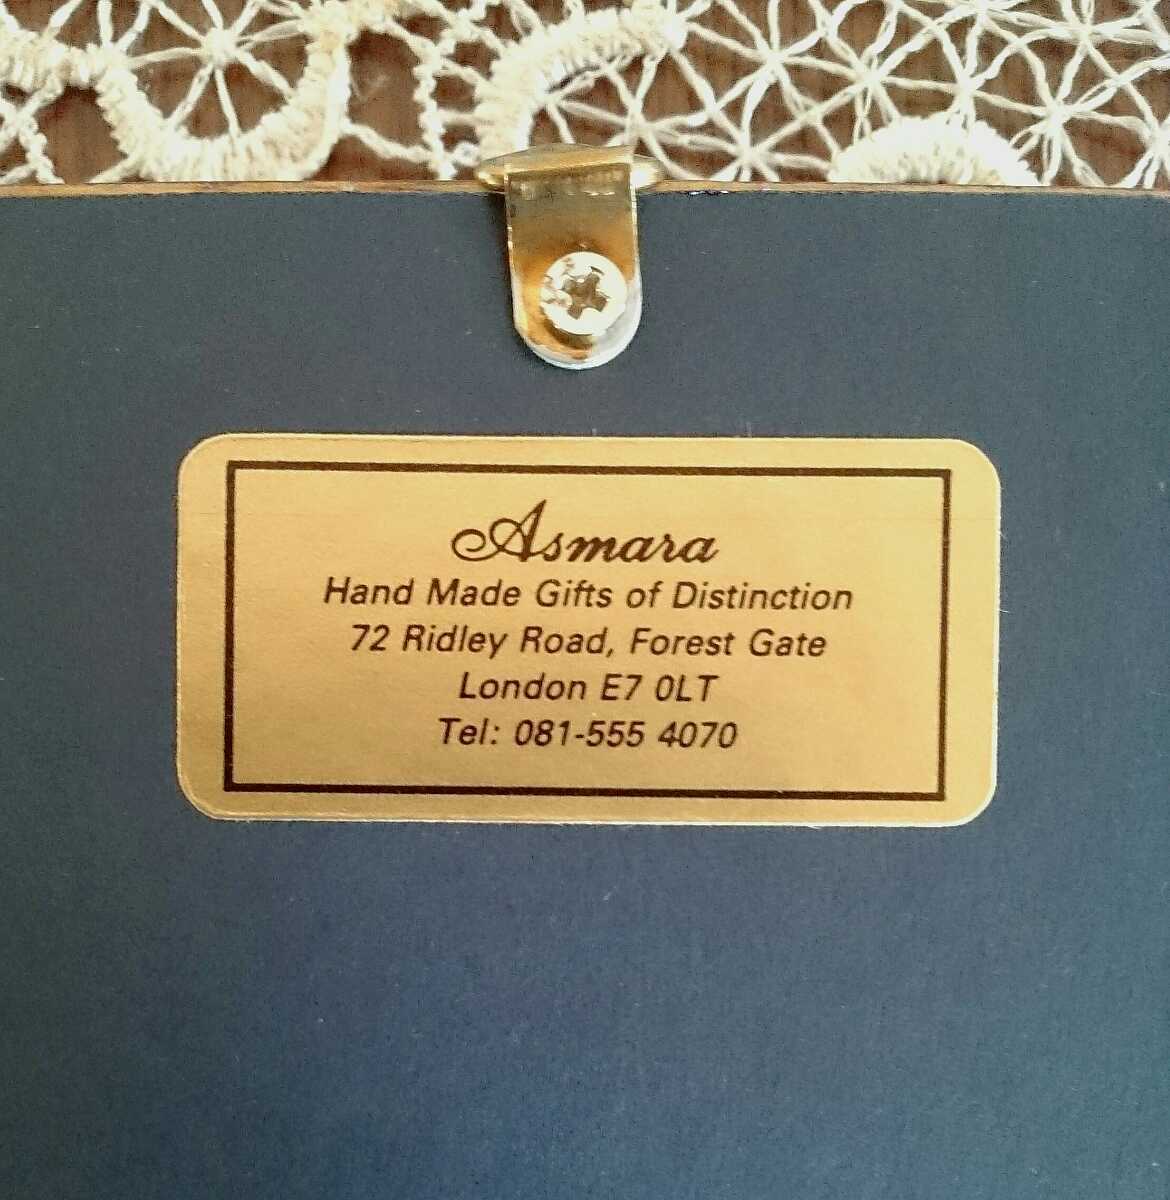 Asmara
Hand Made Gifts of Distinction
72 Ridley Road, Forest Gate
London E7 0LT
Tel: 081-555 4070